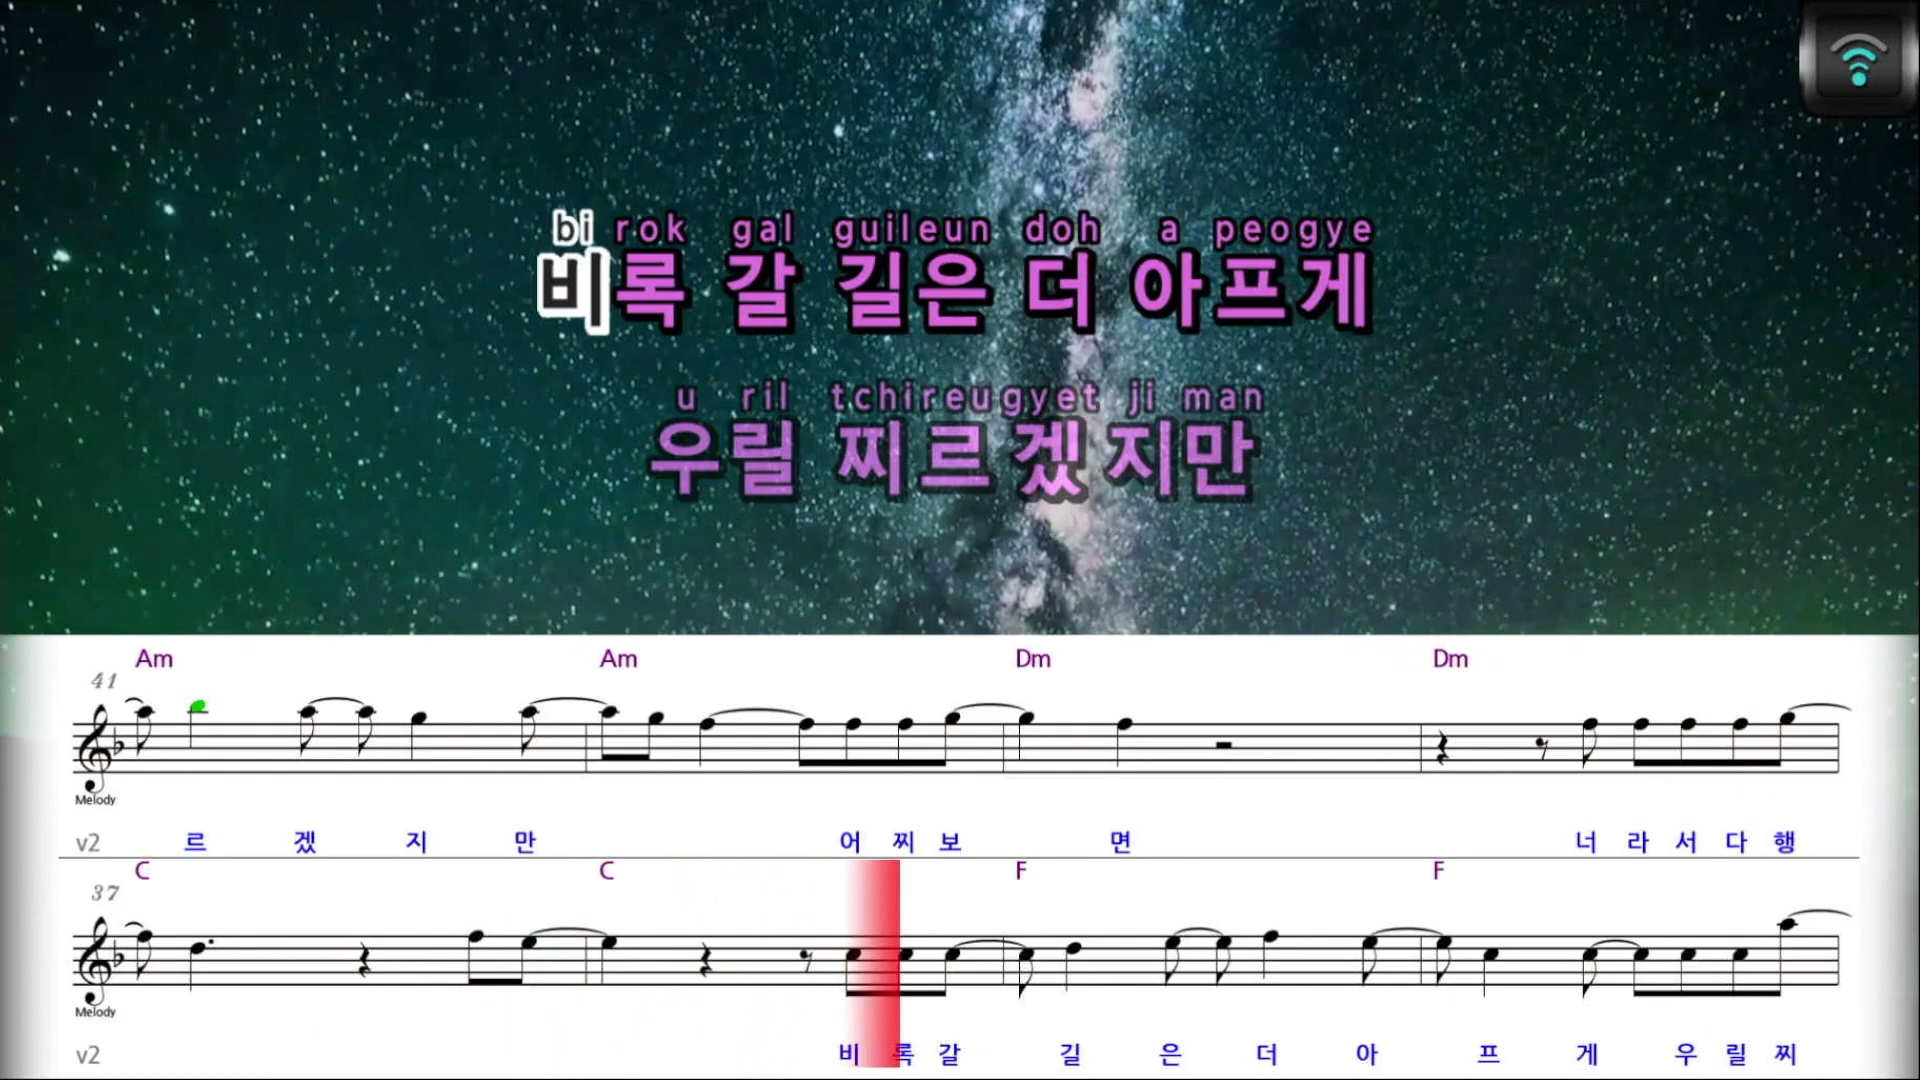 bi rok gal guileun doh a peogye
비록 갈 길은 더 아프게
u ril tchireugyet ji man
우릴 찌르겠지만
Am Am Dm Dm
41
Melody
v2 르 겠 지 만 어 찌 보 면 너 라 서 다 행
C C F F
37
Melody
v2 비 록 갈 길 은 더 아 프 게 우 릴 찌